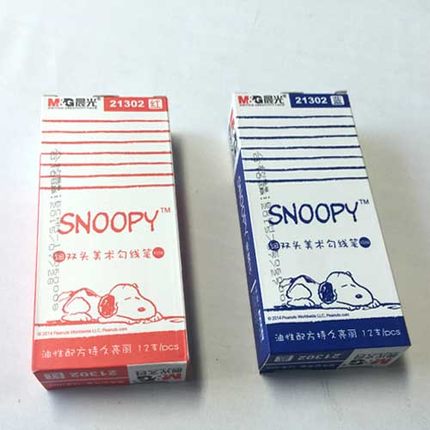 M&G晨光® 21302 红
SNOOPY™
双头美术勾线笔
© 2014 Peanuts Worldwide LLC, Peanuts.com
油性配方持久亮丽 12支/pcs
21302
M&G晨光® 21302 蓝
SNOOPY™
双头美术勾线笔
© 2014 Peanuts Worldwide LLC, Peanuts.com
油性配方持久亮丽 12支/pcs
21302